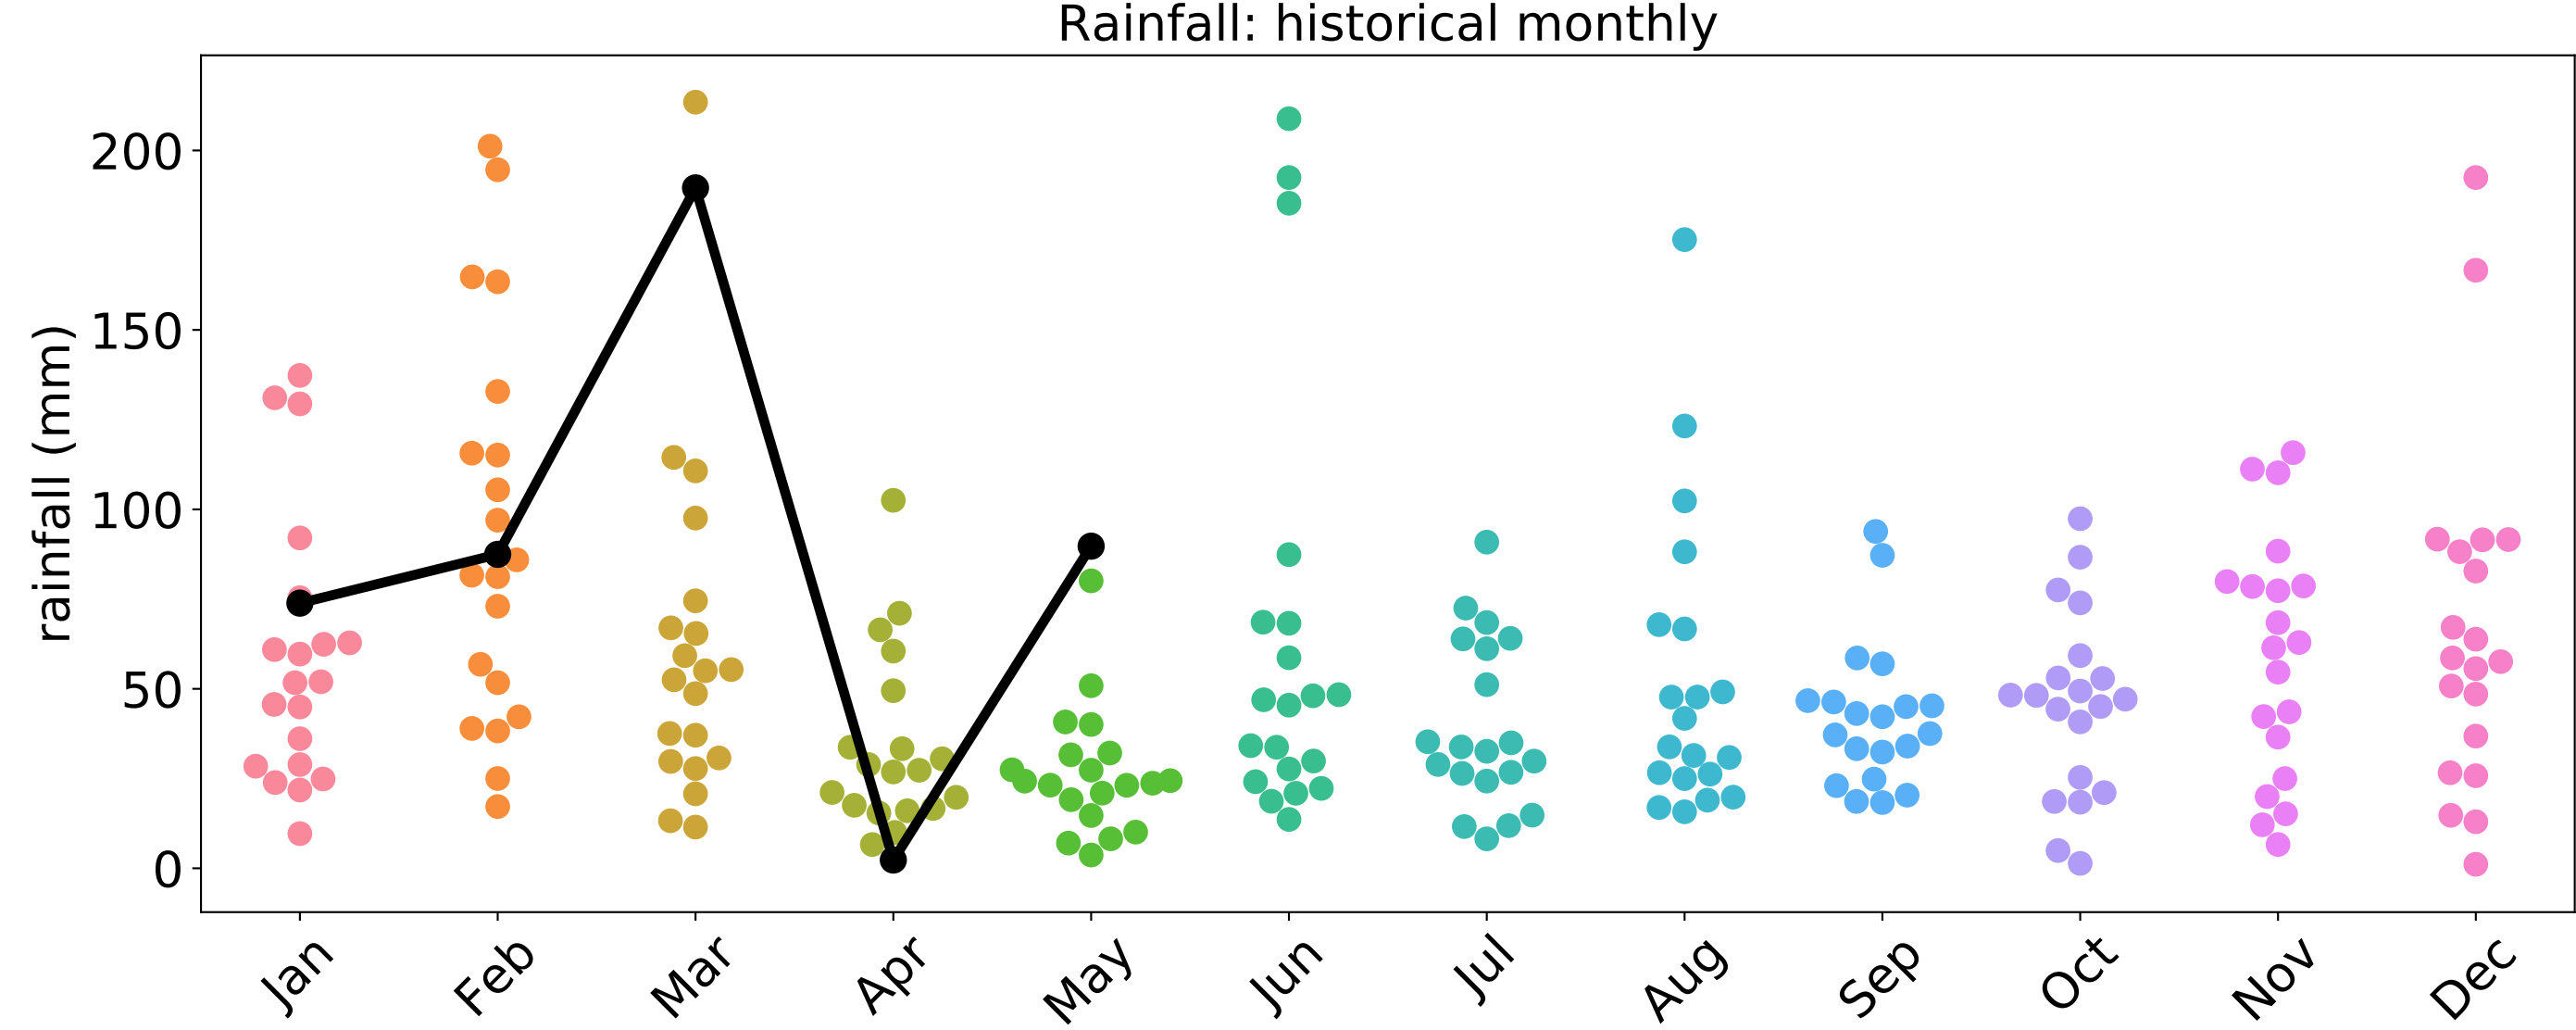 Rainfall: historical monthly
rainfall (mm)
200
150
100
50
0
Jan Feb Mar Apr May Jun Jul Aug Sep Oct Nov Dec